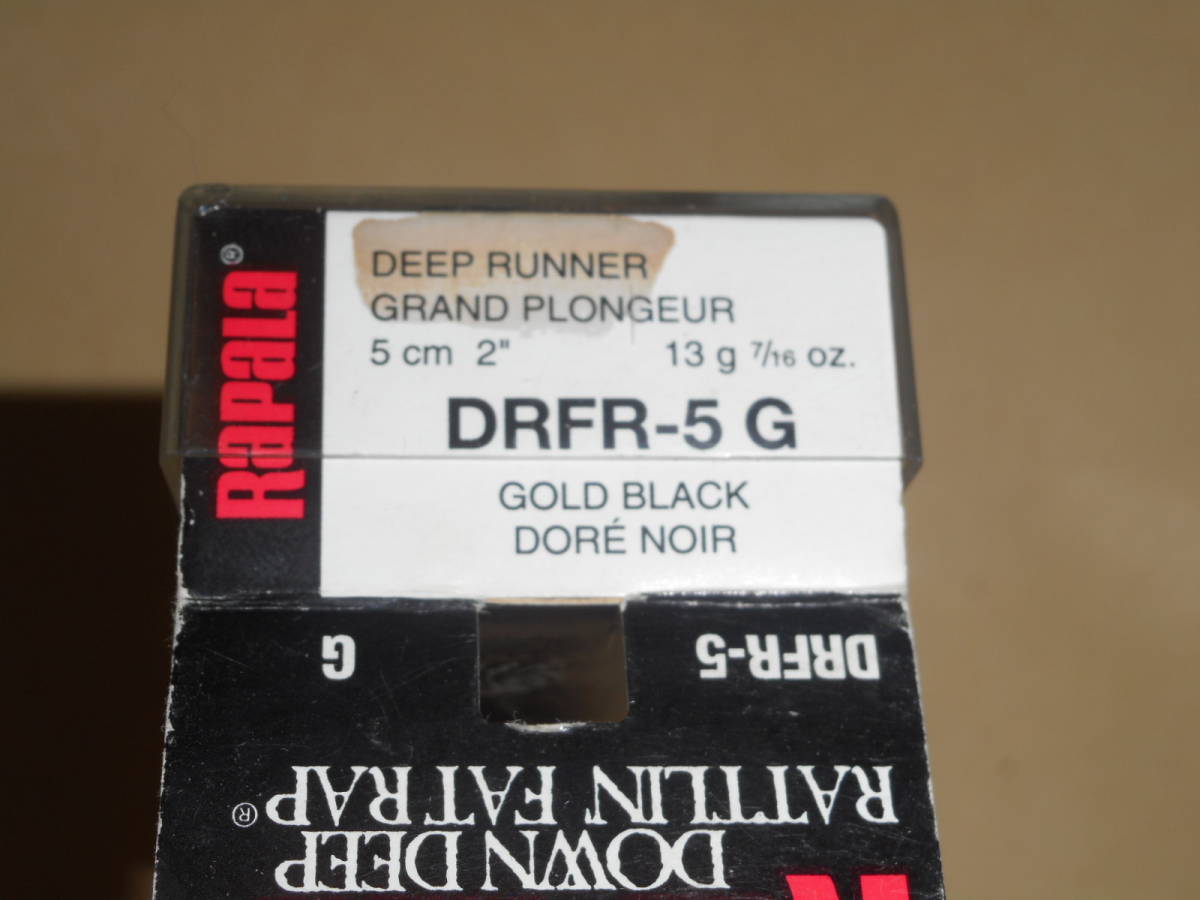 RAPALA®
DEEP RUNNER
GRAND PLONGEUR
5 cm 2" 13 g 7/16 oz.
DRFR-5 G
GOLD BLACK
DORÉ NOIR
DRFR-5 G
DOWN DEEP
RATTLIN' FAT RAP®